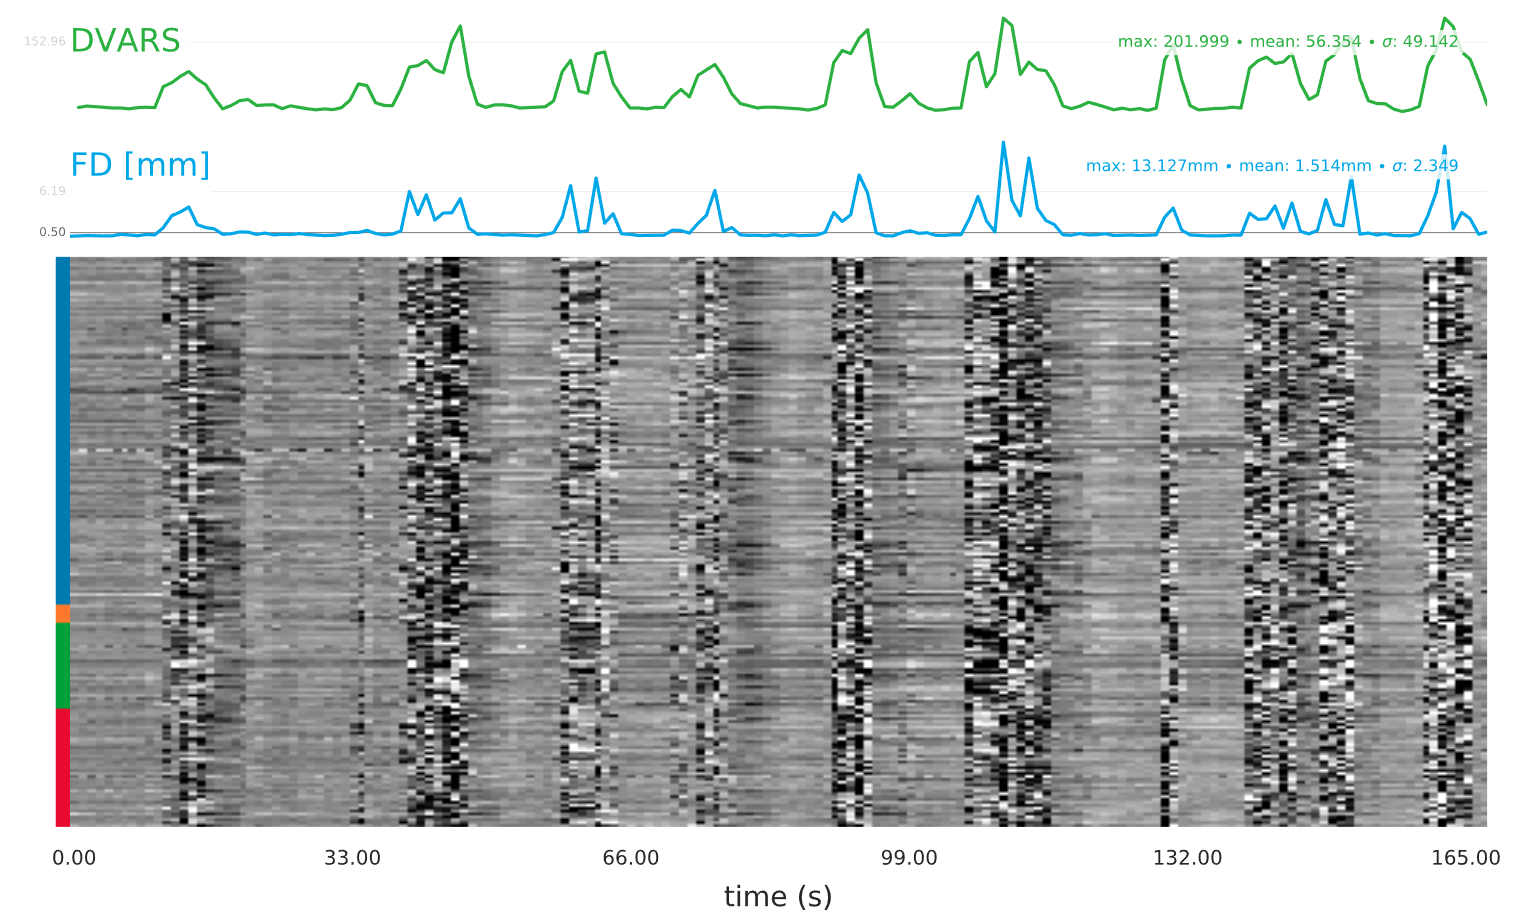 DVARS
152.96
max: 201.999 • mean: 56.354 • σ: 49.142
FD [mm]
6.19
0.50
max: 13.127mm • mean: 1.514mm • σ: 2.349
0.00 33.00 66.00 99.00 132.00 165.00
time (s)